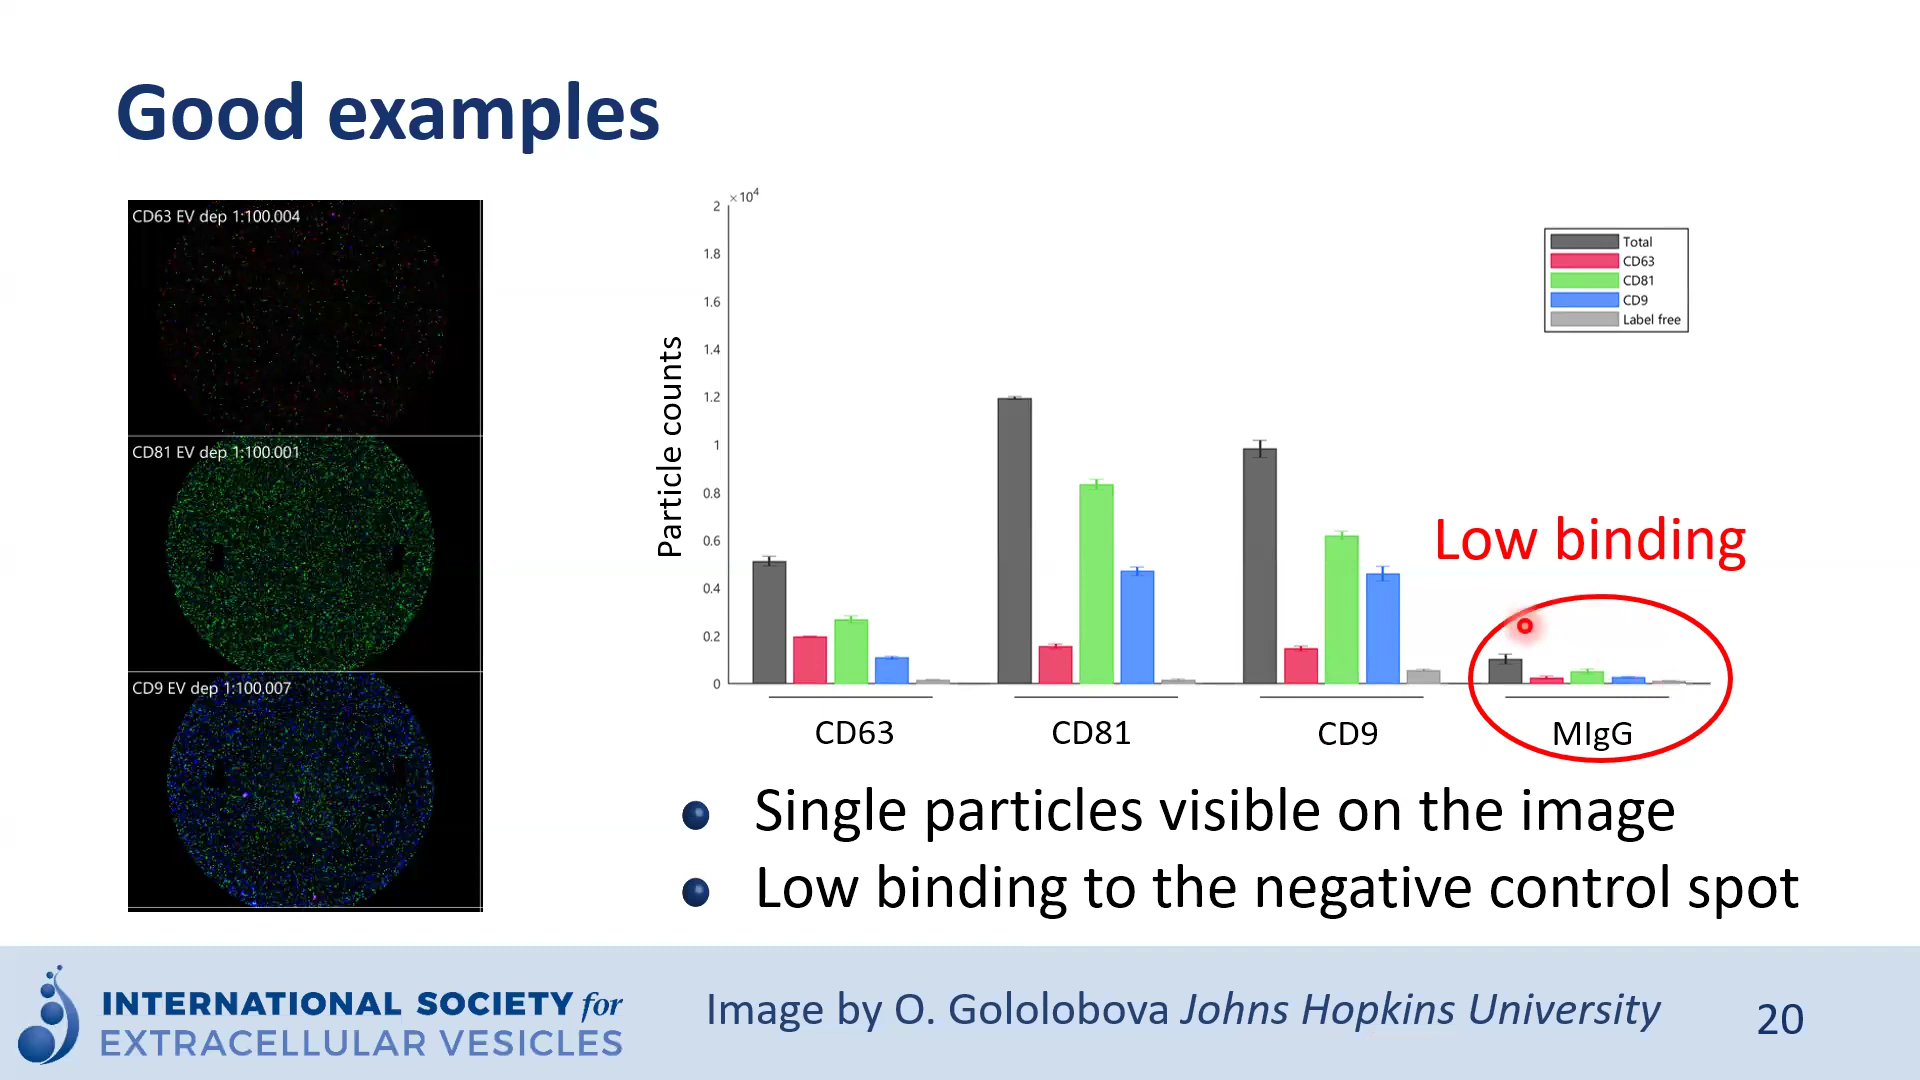 Good examples
CD63 EV dep 1:100.004
CD81 EV dep 1:100.001
CD9 EV dep 1:100.007
×10⁴
2
1.8
1.6
1.4
1.2
1
0.8
0.6
0.4
0.2
0
Particle counts
Total
CD63
CD81
CD9
Label free
Low binding
CD63
CD81
CD9
MIgG
Single particles visible on the image
Low binding to the negative control spot
INTERNATIONAL SOCIETY for
EXTRACELLULAR VESICLES
Image by O. Gololobova Johns Hopkins University
20